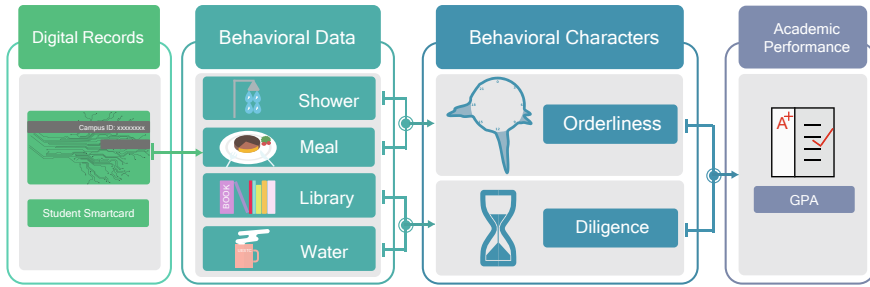 Digital Records
Campus ID: xxxxxxxx
Student Smartcard
Behavioral Data
Shower
Meal
BOOK
Library
Water
Behavioral Characters
Orderliness
Diligence
Academic
Performance
A+
GPA